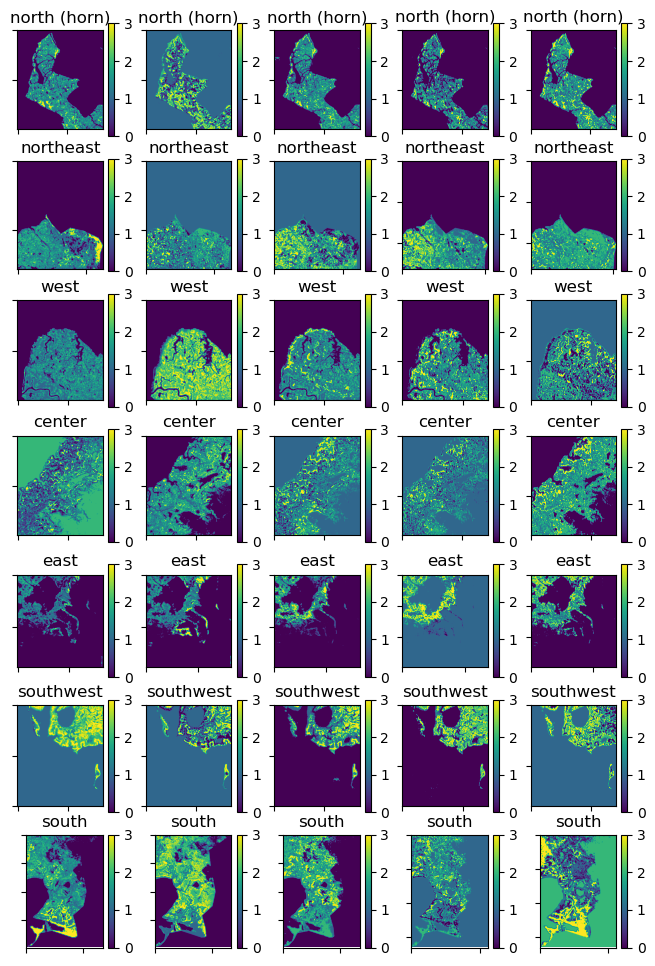 north (horn) north (horn) north (horn) north (horn) north (horn)
3 3 3 3 3
2 2 2 2 2
1 1 1 1 1
0 0 0 0 0
northeast northeast northeast northeast northeast
3 3 3 3 3
2 2 2 2 2
1 1 1 1 1
0 0 0 0 0
west west west west west
3 3 3 3 3
2 2 2 2 2
1 1 1 1 1
0 0 0 0 0
center center center center center
3 3 3 3 3
2 2 2 2 2
1 1 1 1 1
0 0 0 0 0
east east east east east
3 3 3 3 3
2 2 2 2 2
1 1 1 1 1
0 0 0 0 0
southwest southwest southwest southwest southwest
3 3 3 3 3
2 2 2 2 2
1 1 1 1 1
0 0 0 0 0
south south south south south
3 3 3 3 3
2 2 2 2 2
1 1 1 1 1
0 0 0 0 0